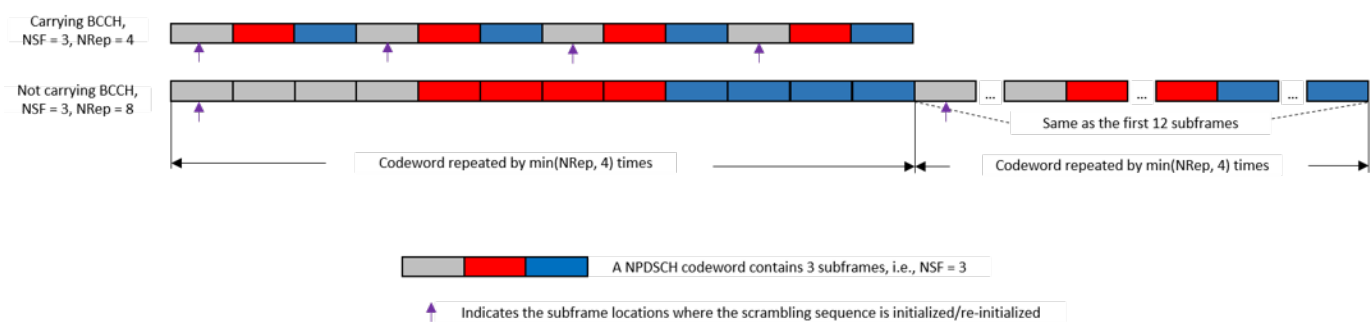 Carrying BCCH,
NSF = 3, NRep = 4
Not carrying BCCH,
NSF = 3, NRep = 8
... ... ...
Same as the first 12 subframes
Codeword repeated by min(NRep, 4) times
Codeword repeated by min(NRep, 4) times
A NPDSCH codeword contains 3 subframes, i.e., NSF = 3
Indicates the subframe locations where the scrambling sequence is initialized/re-initialized